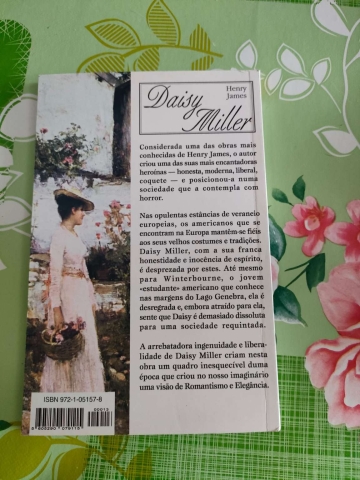 Daisy
Miller
Henry
James
Considerada uma das obras mais
conhecidas de Henry James, o autor
criou uma das suas mais encantadoras
heroínas — honesta, moderna, liberal,
coquete — e posicionou-a numa
sociedade que a contempla com
horror.
Nas opulentas estâncias de veraneio
europeias, os americanos que se
encontram na Europa mantêm-se fiéis
aos seus velhos costumes e tradições.
Daisy Miller, com a sua franca
honestidade e inocência de espírito,
é desprezada por estes. Até mesmo
para Winterbourne, o jovem
«estudante» americano que conhece
nas margens do Lago Genebra, ela é
desregrada e, embora atraído para ela,
sente que Daisy é demasiado dissoluta
para uma sociedade requintada.
A arrebatadora ingenuidade e libera-
lidade de Daisy Miller criam nesta
obra um quadro inesquecível duma
época que criou no nosso imaginário
uma visão de Romantismo e Elegância.
ISBN 972-1-05157-8